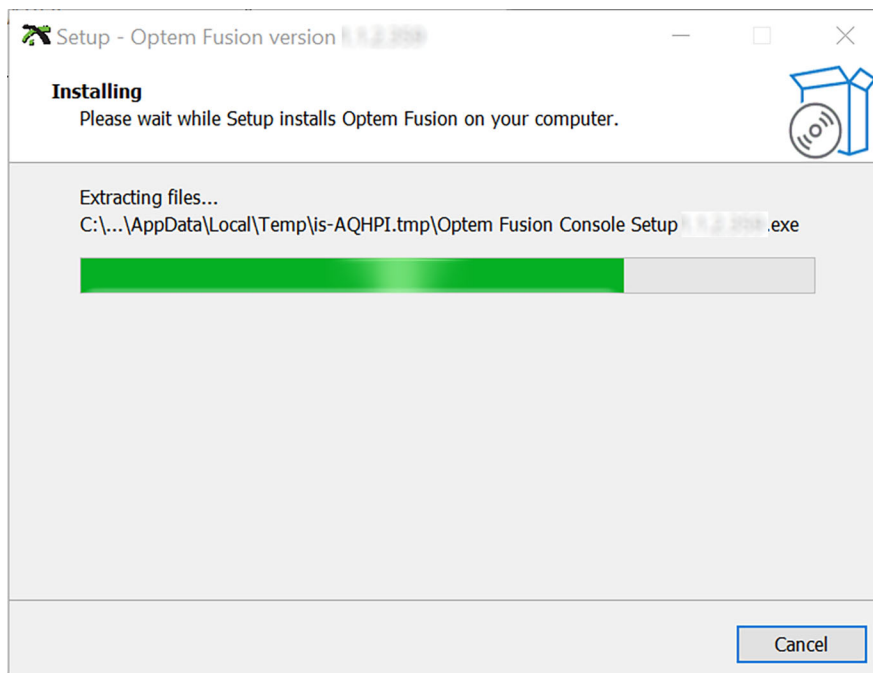 Setup - Optem Fusion version
Installing
Please wait while Setup installs Optem Fusion on your computer.
Extracting files...
C:\...\AppData\Local\Temp\is-AQHPI.tmp\Optem Fusion Console Setup .exe
Cancel